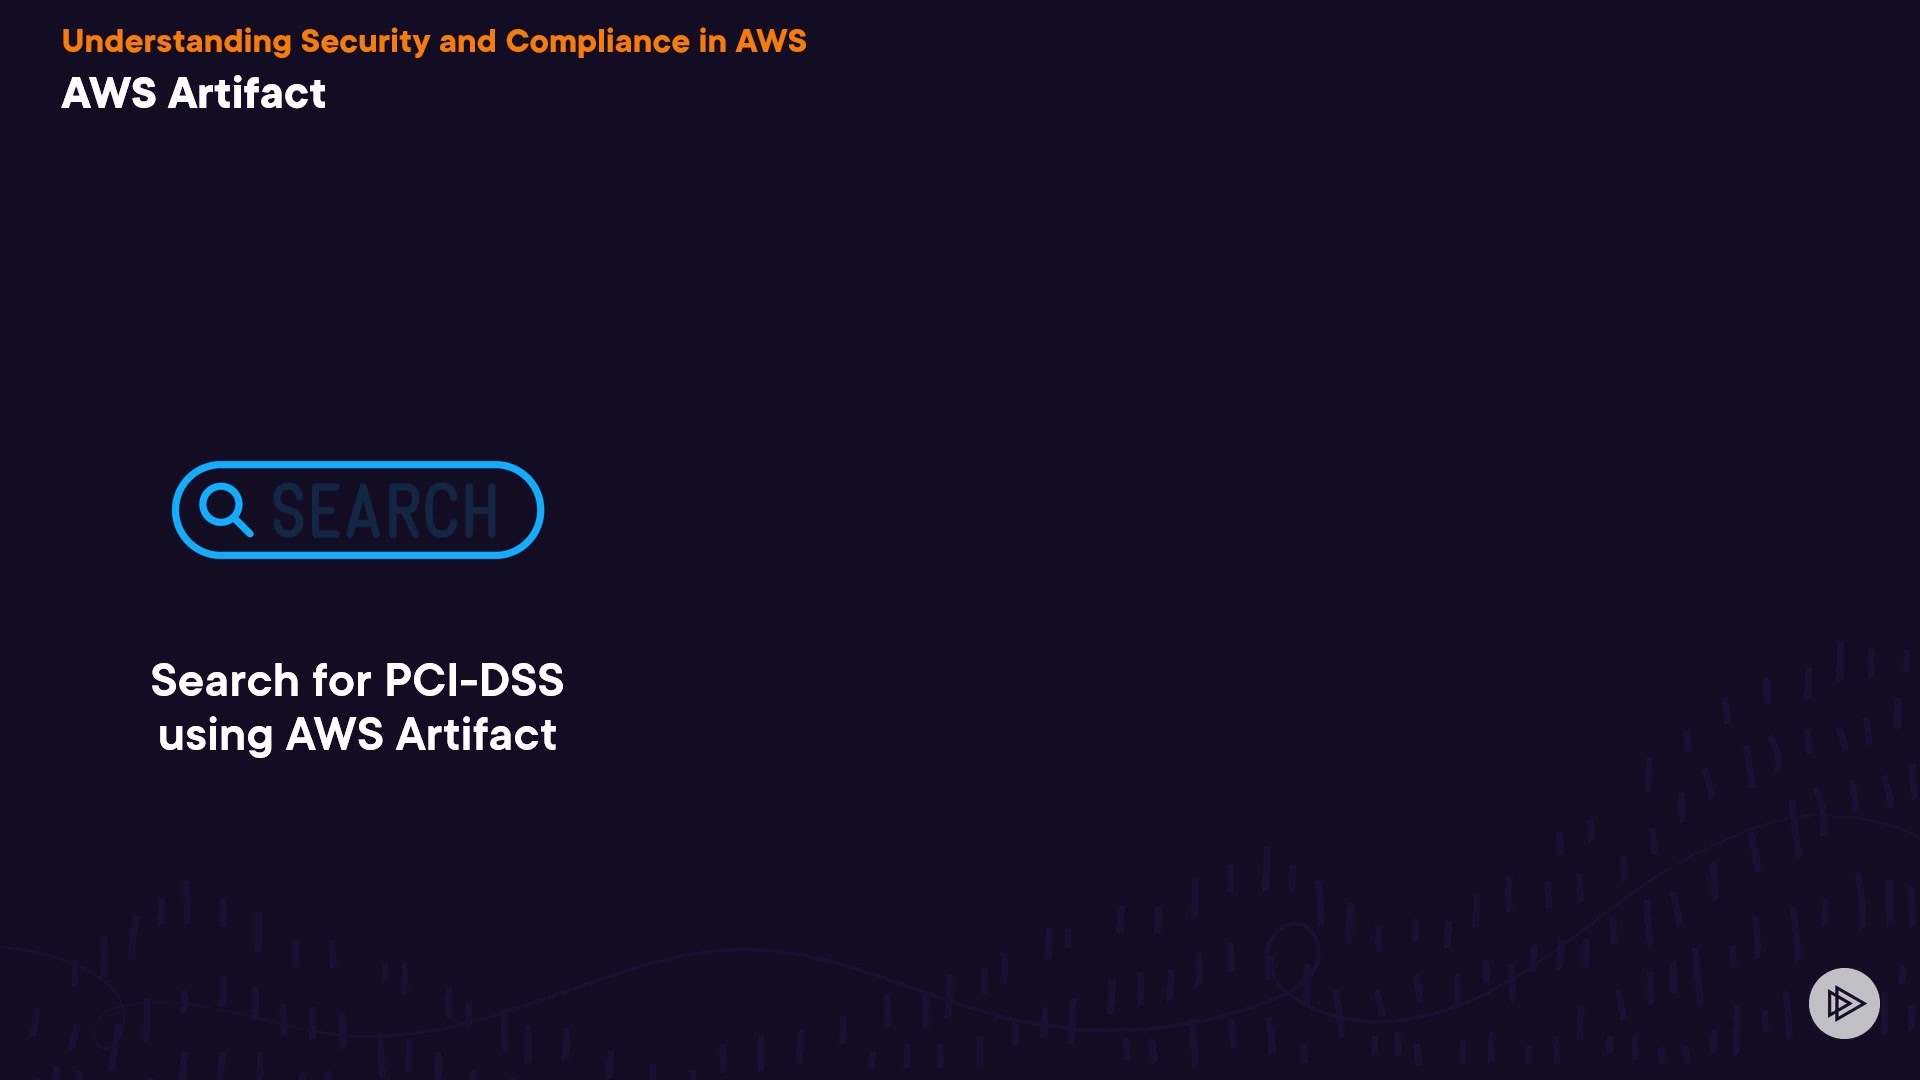 Understanding Security and Compliance in AWS
AWS Artifact
SEARCH
Search for PCI-DSS
using AWS Artifact